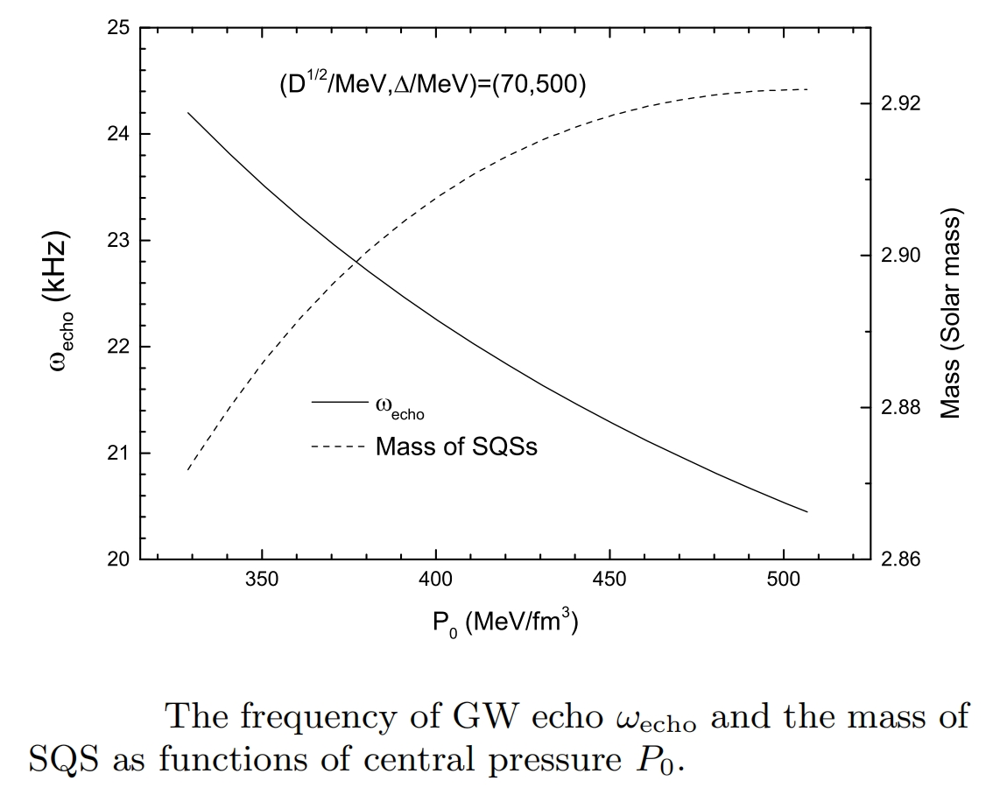 25
24
23
22
21
20
ω_echo (kHz)
(D^1/2/MeV,Δ/MeV)=(70,500)
ω_echo
Mass of SQSs
2.92
2.90
2.88
2.86
Mass (Solar mass)
350 400 450 500
P_0 (MeV/fm^3)
The frequency of GW echo ω_echo and the mass of
SQS as functions of central pressure P_0.